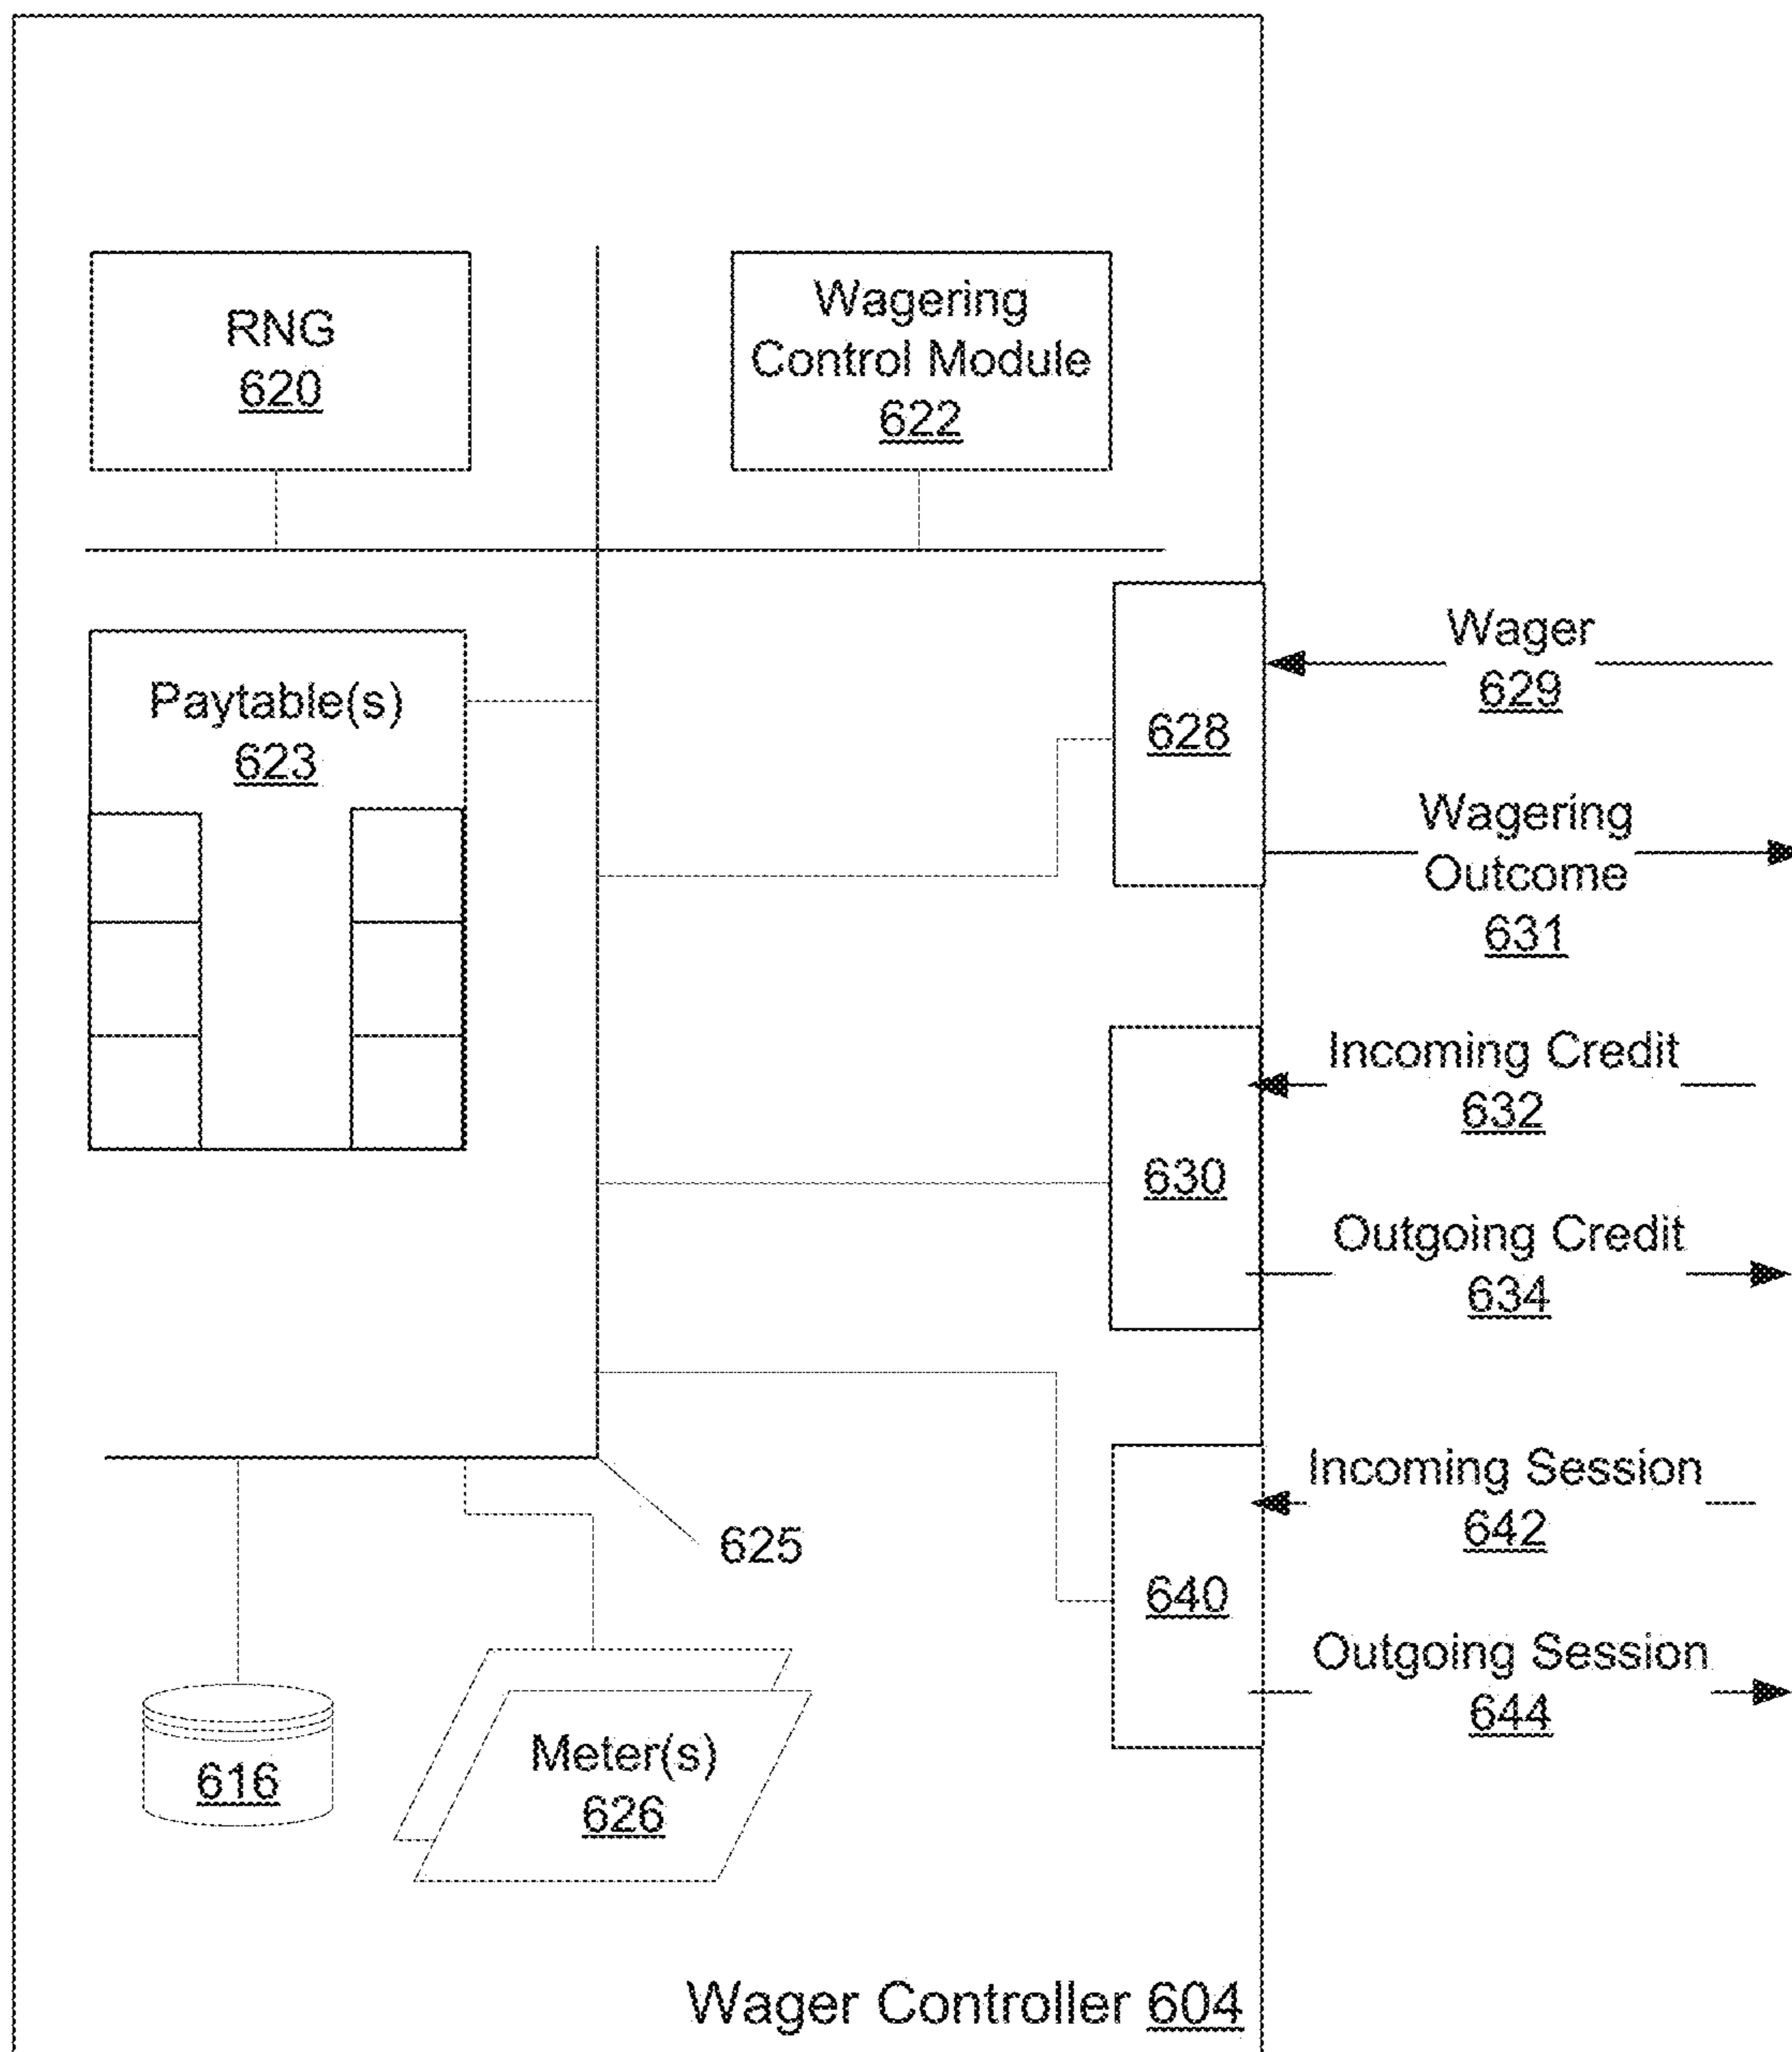 RNG
620
Wagering
Control Module
622
Paytable(s)
623
628
Wager
629
Wagering
Outcome
631
630
Incoming Credit
632
Outgoing Credit
634
625
640
Incoming Session
642
Outgoing Session
644
616
Meter(s)
626
Wager Controller 604